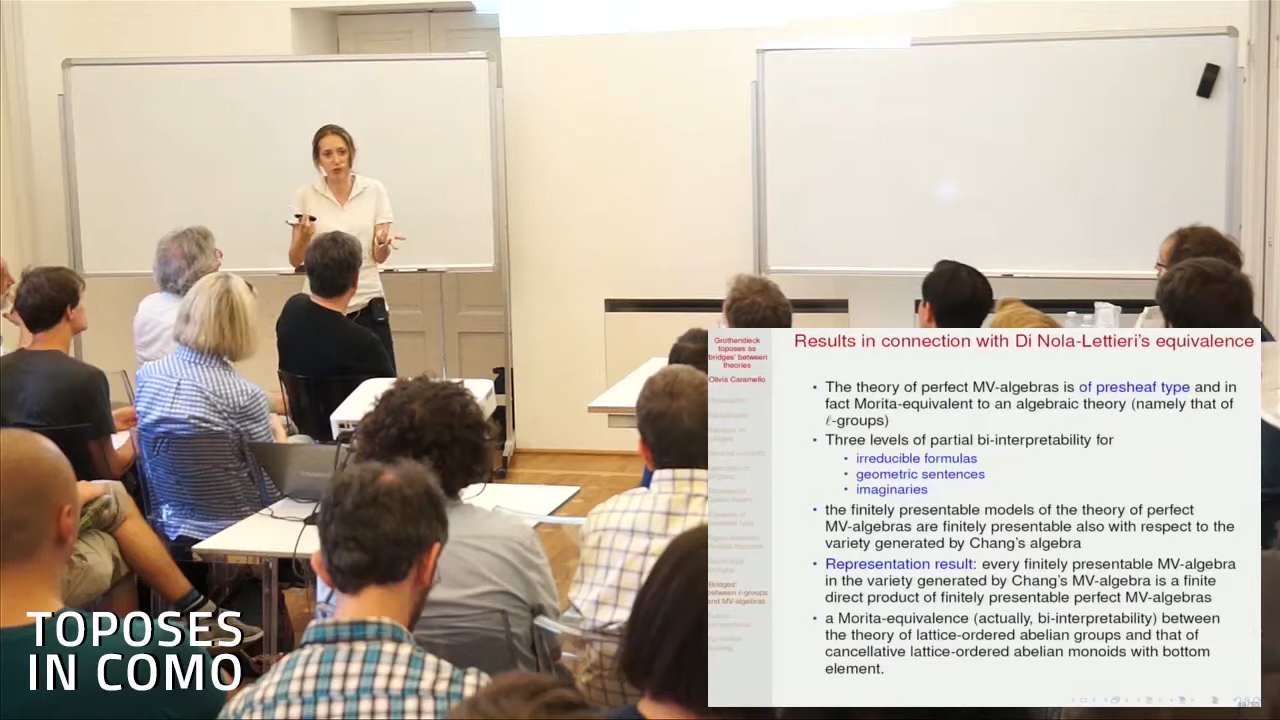 Grothendieck
toposes as
'bridges' between
theories
Olivia Caramello
'Bridges'
between ℓ-groups
and MV-algebras
Results in connection with Di Nola-Lettieri's equivalence
• The theory of perfect MV-algebras is of presheaf type and in
fact Morita-equivalent to an algebraic theory (namely that of
ℓ-groups)
• Three levels of partial bi-interpretability for
• irreducible formulas
• geometric sentences
• imaginaries
• the finitely presentable models of the theory of perfect
MV-algebras are finitely presentable also with respect to the
variety generated by Chang's algebra
• Representation result: every finitely presentable MV-algebra
in the variety generated by Chang's MV-algebra is a finite
direct product of finitely presentable perfect MV-algebras
• a Morita-equivalence (actually, bi-interpretability) between
the theory of lattice-ordered abelian groups and that of
cancellative lattice-ordered abelian monoids with bottom
element.
TOPOSES
IN COMO